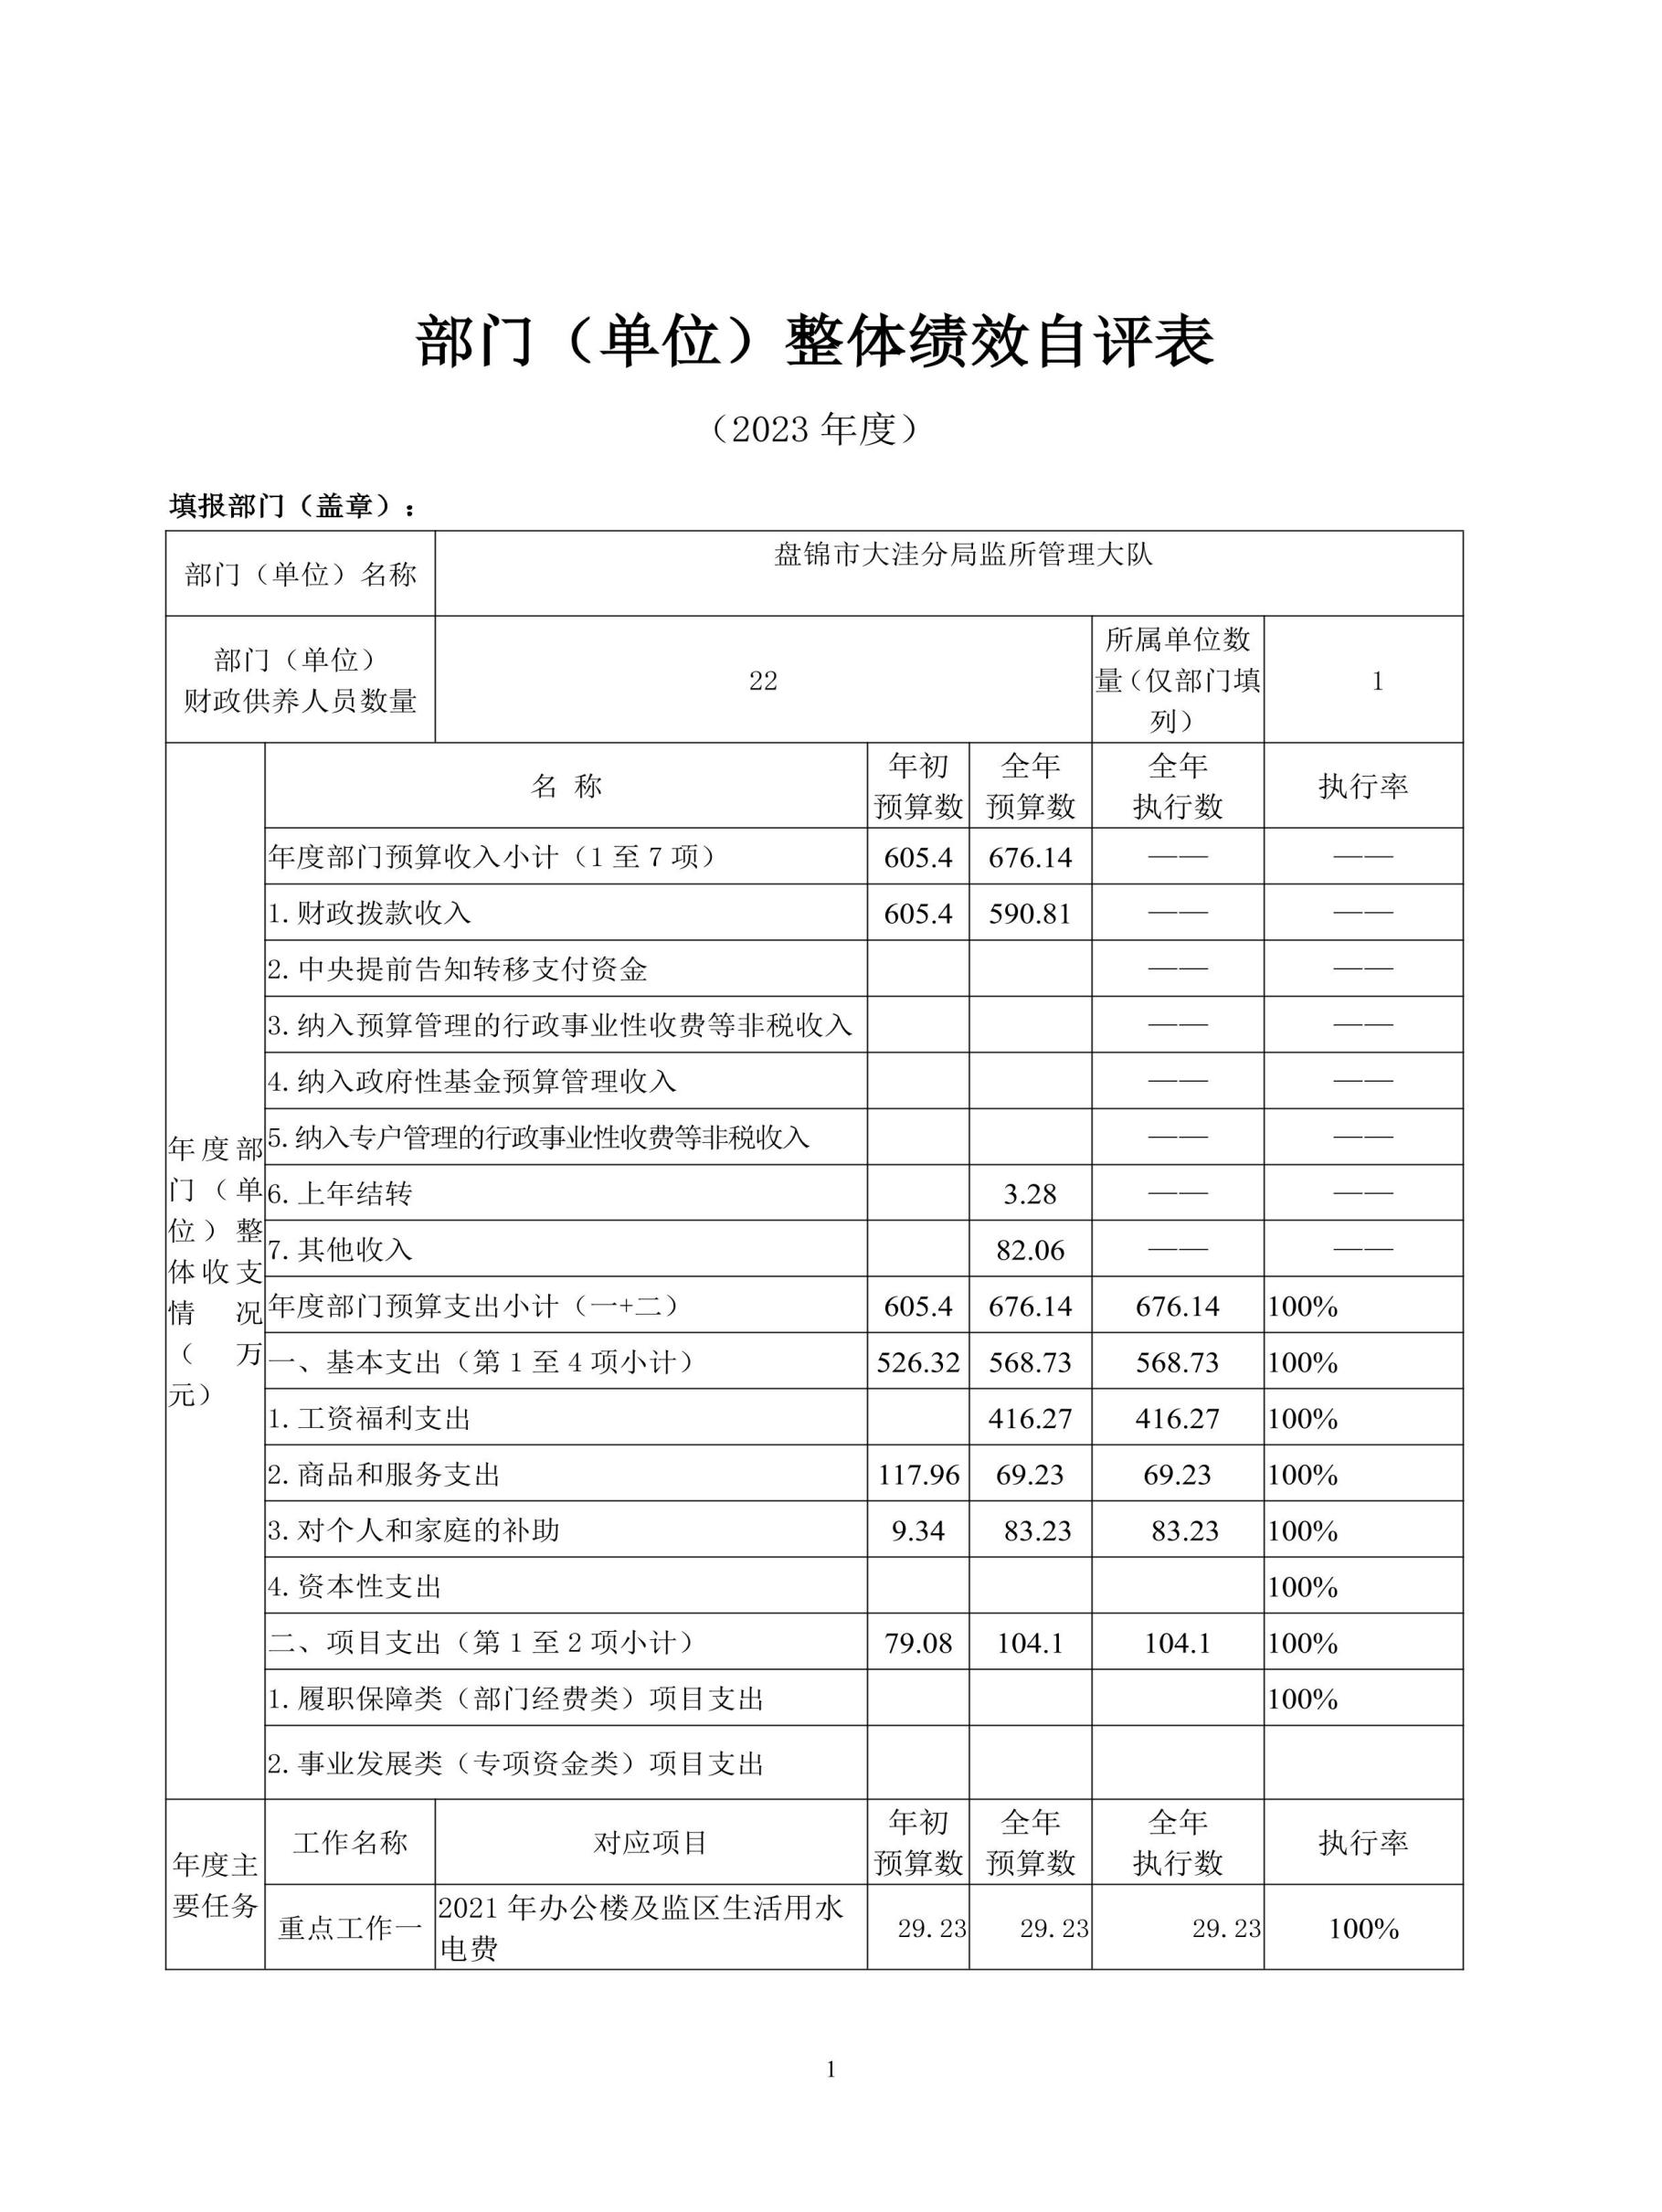 部门（单位）整体绩效自评表
（2023 年度）
填报部门（盖章）：
部门（单位）名称
盘锦市大洼分局监所管理大队
部门（单位）
财政供养人员数量
22
所属单位数
量（仅部门填
列）
1
年度部
门（单
位）整
体收支
情况
（万
元）
名 称
年初
预算数
全年
预算数
全年
执行数
执行率
年度部门预算收入小计（1 至 7 项） 605.4 676.14 —— ——
1.财政拨款收入 605.4 590.81 —— ——
2.中央提前告知转移支付资金 —— ——
3.纳入预算管理的行政事业性收费等非税收入 —— ——
4.纳入政府性基金预算管理收入 —— ——
5.纳入专户管理的行政事业性收费等非税收入 —— ——
6.上年结转 3.28 —— ——
7.其他收入 82.06 —— ——
年度部门预算支出小计（一+二） 605.4 676.14 676.14 100%
一、基本支出（第 1 至 4 项小计） 526.32 568.73 568.73 100%
1.工资福利支出 416.27 416.27 100%
2.商品和服务支出 117.96 69.23 69.23 100%
3.对个人和家庭的补助 9.34 83.23 83.23 100%
4.资本性支出 100%
二、项目支出（第 1 至 2 项小计） 79.08 104.1 104.1 100%
1.履职保障类（部门经费类）项目支出 100%
2.事业发展类（专项资金类）项目支出
年度主
要任务
工作名称
对应项目
年初
预算数
全年
预算数
全年
执行数
执行率
重点工作一
2021 年办公楼及监区生活用水
电费
29.23 29.23 29.23 100%
1